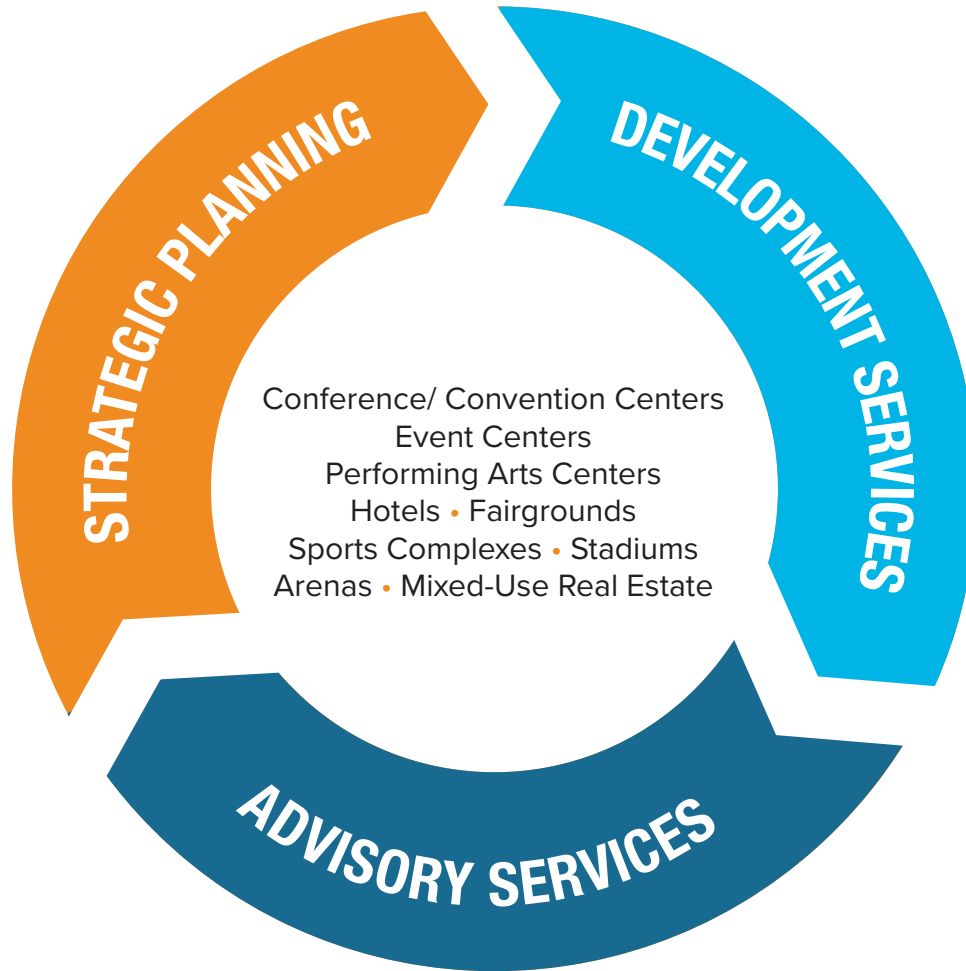 STRATEGIC PLANNING
DEVELOPMENT SERVICES
Conference/ Convention Centers
Event Centers
Performing Arts Centers
Hotels • Fairgrounds
Sports Complexes • Stadiums
Arenas • Mixed-Use Real Estate
ADVISORY SERVICES